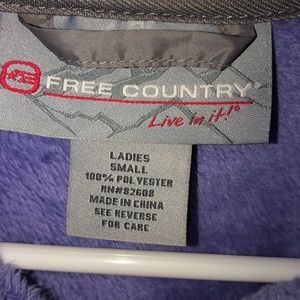 FREE COUNTRY®
Live in it!®
LADIES
SMALL
100% POLYESTER
RN#82608
MADE IN CHINA
SEE REVERSE
FOR CARE